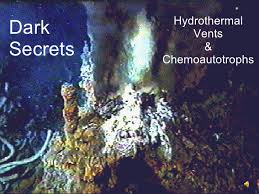 Dark
Secrets
Hydrothermal
Vents
&
Chemoautotrophs